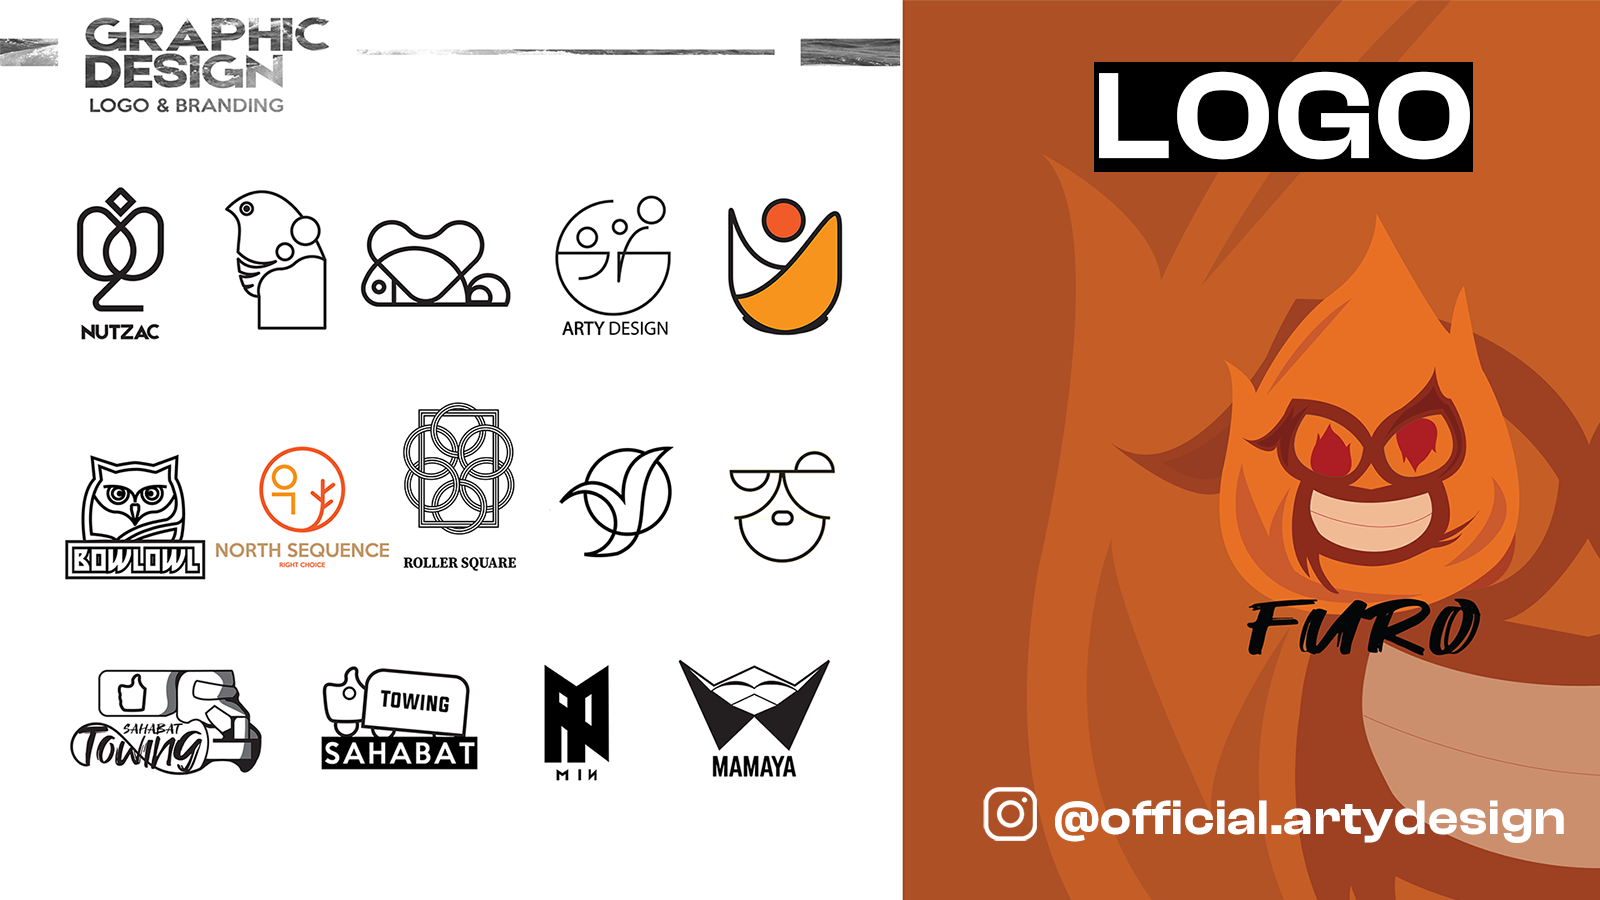 GRAPHIC
DESIGN
LOGO & BRANDING
NUTZAC
ARTY DESIGN
BOWLOWL
NORTH SEQUENCE
RIGHT CHOICE
ROLLER SQUARE
SAHABAT
Towing
TOWING
SAHABAT
MIN
MAMAYA
LOGO
FURO
@official.artydesign